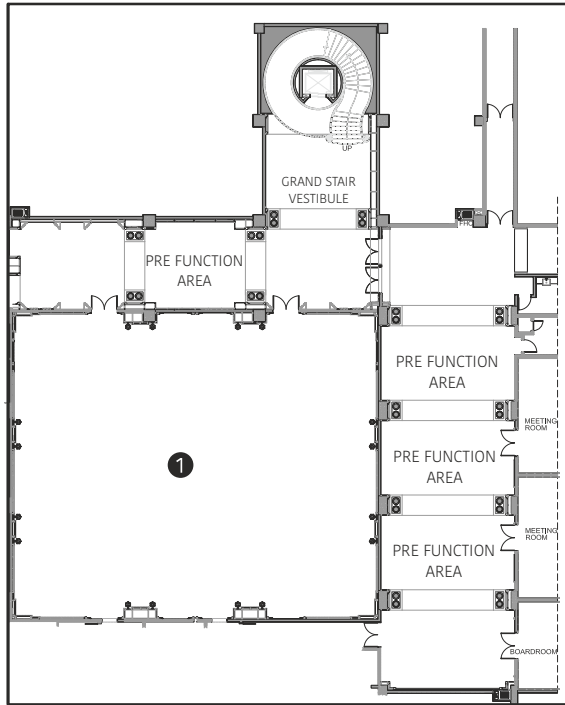 UP
GRAND STAIR
VESTIBULE
FHC
PRE FUNCTION
AREA
PRE FUNCTION
AREA
MEETING
ROOM
1
PRE FUNCTION
AREA
MEETING
ROOM
PRE FUNCTION
AREA
BOARDROOM